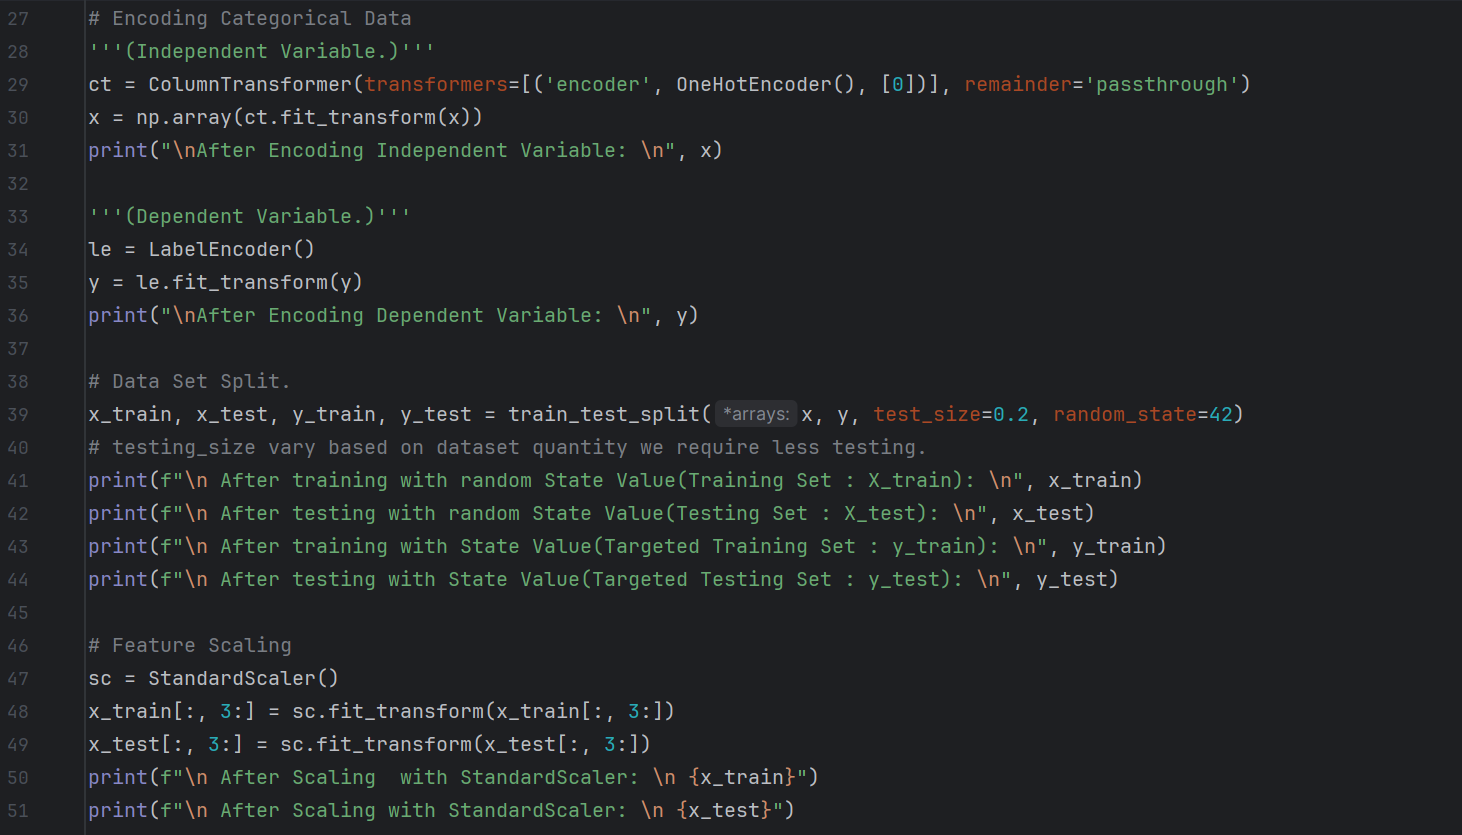 27 # Encoding Categorical Data
28 '''(Independent Variable.)'''
29 ct = ColumnTransformer(transformers=[('encoder', OneHotEncoder(), [0])], remainder='passthrough')
30 x = np.array(ct.fit_transform(x))
31 print("\nAfter Encoding Independent Variable: \n", x)
32
33 '''(Dependent Variable.)'''
34 le = LabelEncoder()
35 y = le.fit_transform(y)
36 print("\nAfter Encoding Dependent Variable: \n", y)
37
38 # Data Set Split.
39 x_train, x_test, y_train, y_test = train_test_split( *arrays: x, y, test_size=0.2, random_state=42)
40 # testing_size vary based on dataset quantity we require less testing.
41 print(f"\n After training with random State Value(Training Set : X_train): \n", x_train)
42 print(f"\n After testing with random State Value(Testing Set : X_test): \n", x_test)
43 print(f"\n After training with State Value(Targeted Training Set : y_train): \n", y_train)
44 print(f"\n After testing with State Value(Targeted Testing Set : y_test): \n", y_test)
45
46 # Feature Scaling
47 sc = StandardScaler()
48 x_train[:, 3:] = sc.fit_transform(x_train[:, 3:])
49 x_test[:, 3:] = sc.fit_transform(x_test[:, 3:])
50 print(f"\n After Scaling  with StandardScaler: \n {x_train}")
51 print(f"\n After Scaling with StandardScaler: \n {x_test}")